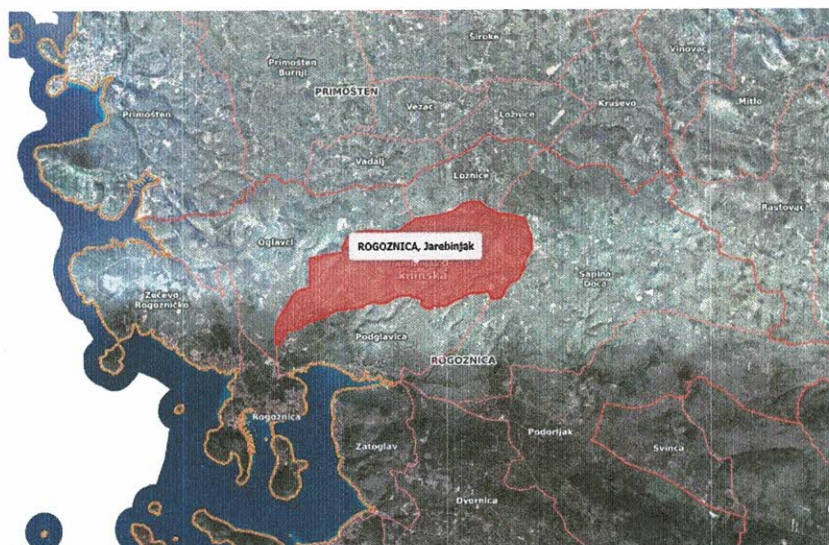 Široke
Vinovac
Primošten
Burnji
PRIMOŠTEN
Vezac
Ložnice
Kruševo
Mitlo
Primošten
Vadalj
Ložnice
Rastovac
Oglavci
ROGOZNICA, Jarebinjak
Sapina
Doca
Zečevo
Rogozničko
Podglavica
ROGOZNICA
Rogoznica
Zatoglav
Podorljak
Svinca
Dvornica